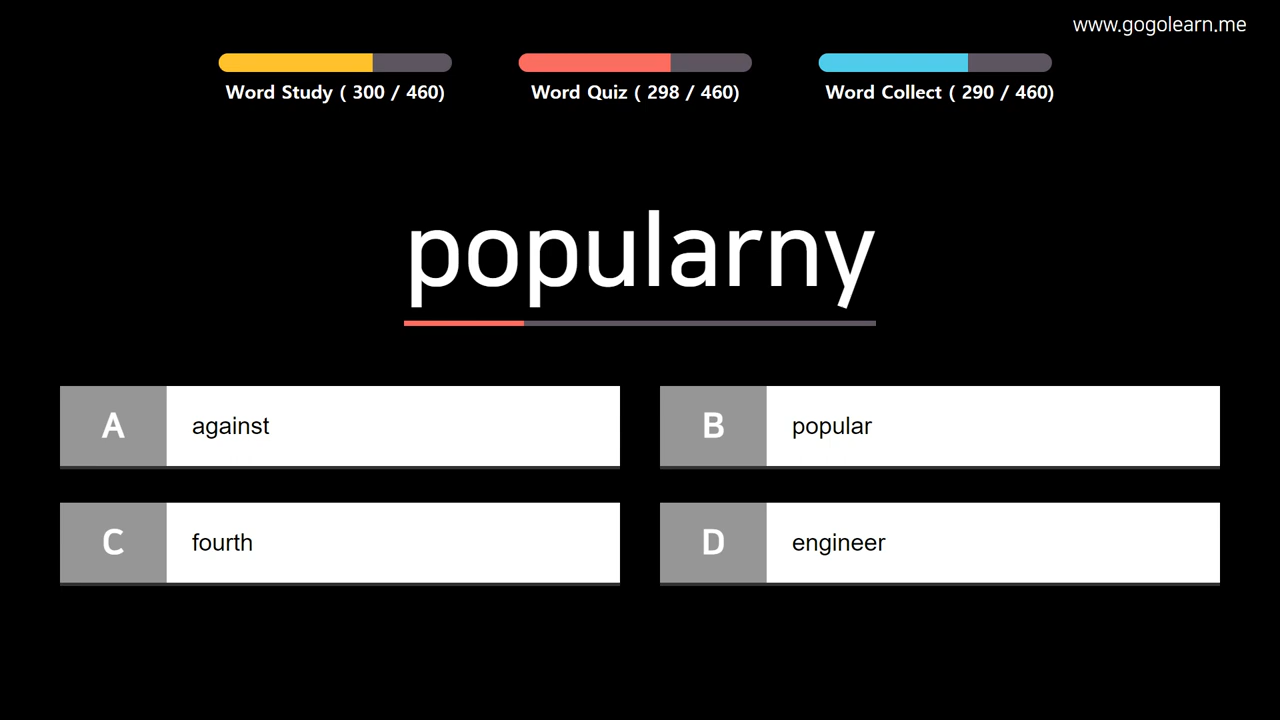 www.gogolearn.me
Word Study ( 300 / 460)
Word Quiz ( 298 / 460)
Word Collect ( 290 / 460)
popularny
A against
B popular
C fourth
D engineer